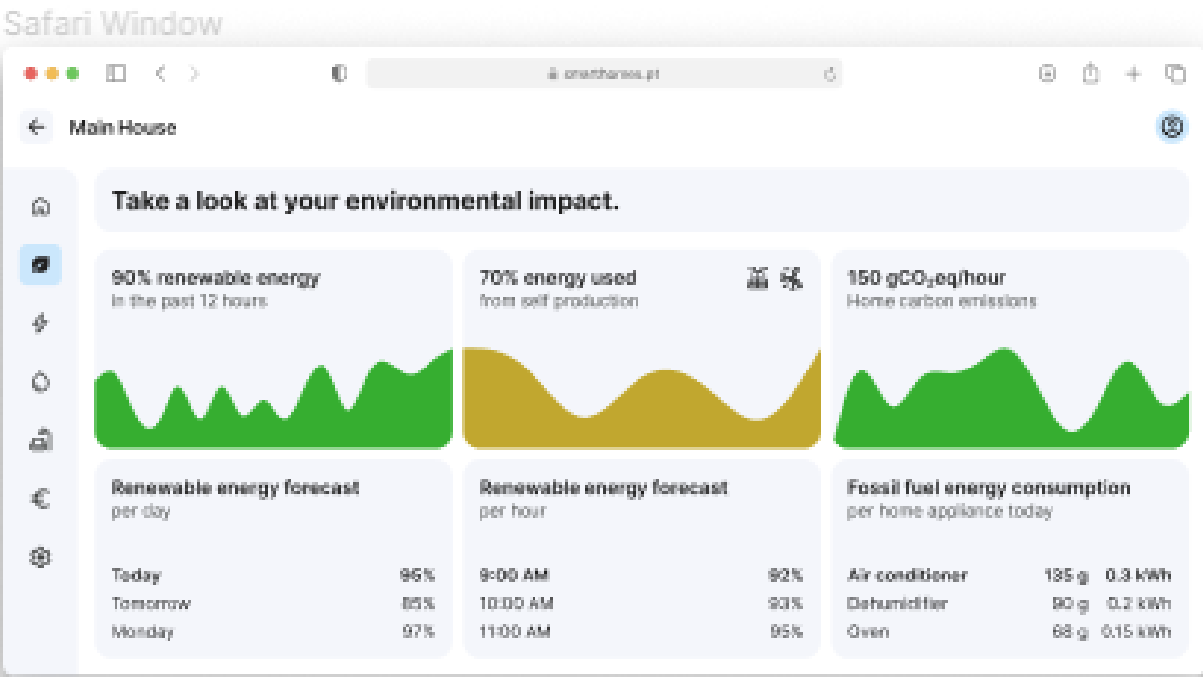 Safari Window
smarthomes.pt
Main House
Take a look at your environmental impact.
90% renewable energy
in the past 12 hours
70% energy used
from self production
150 gCO₂eq/hour
Home carbon emissions
Renewable energy forecast
per day
Today 95%
Tomorrow 85%
Monday 97%
Renewable energy forecast
per hour
9:00 AM 92%
10:00 AM 93%
11:00 AM 95%
Fossil fuel energy consumption
per home appliance today
Air conditioner 135 g 0.3 kWh
Dehumidifier 90 g 0.2 kWh
Oven 68 g 0.15 kWh